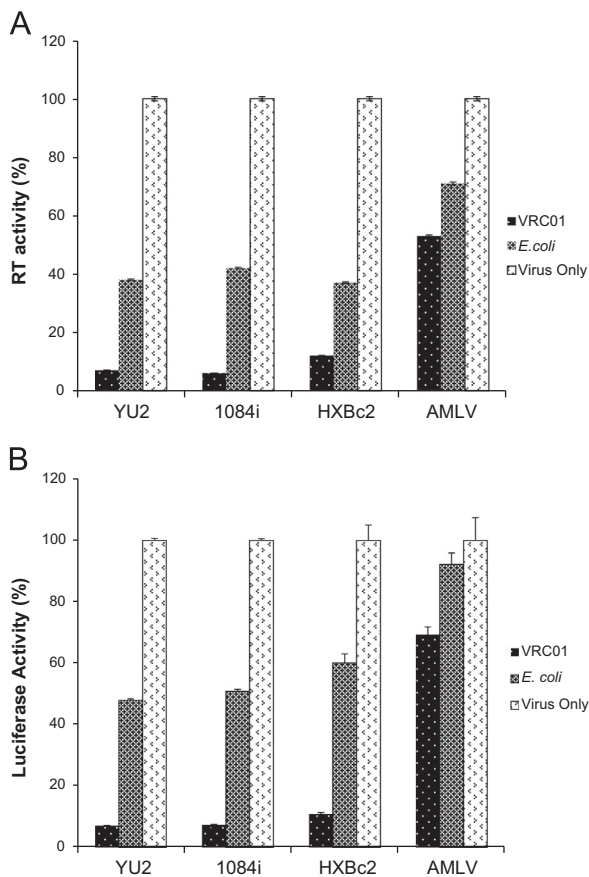 A
120
100
80
60
40
20
0
RT activity (%)
YU2 1084i HXBc2 AMLV
VRC01
E.coli
Virus Only
B
120
100
80
60
40
20
0
Luciferase Activity (%)
YU2 1084i HXBc2 AMLV
VRC01
E. coli
Virus Only